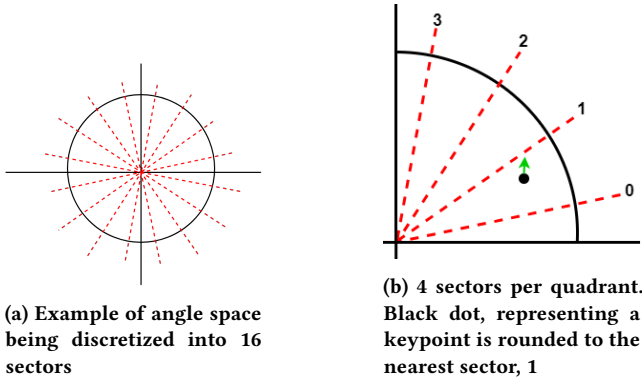 3
2
1
0
(a) Example of angle space
being discretized into 16
sectors
(b) 4 sectors per quadrant.
Black dot, representing a
keypoint is rounded to the
nearest sector, 1